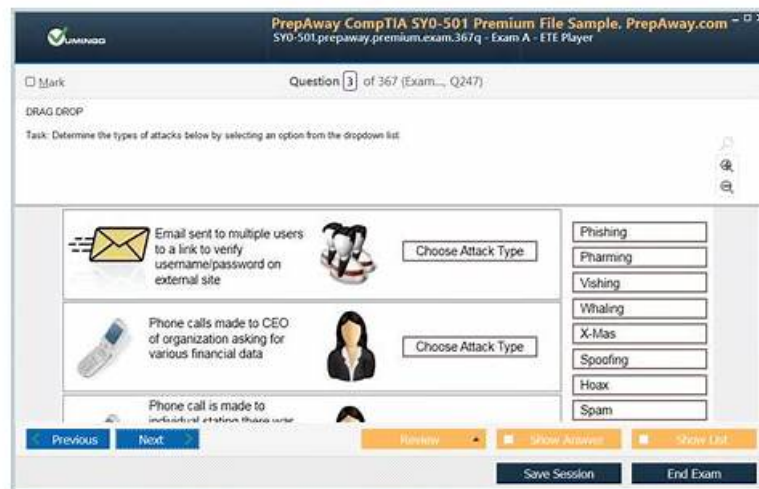 VUMINGO
PrepAway CompTIA SY0-501 Premium File Sample. PrepAway.com
SY0-501.prepaway.premium.exam.367q - Exam A - ETE Player
Mark
Question 3 of 367 (Exam..., Q247)
DRAG DROP
Task: Determine the types of attacks below by selecting an option from the dropdown list
Email sent to multiple users
to a link to verify
username/password on
external site
Choose Attack Type
Phone calls made to CEO
of organization asking for
various financial data
Choose Attack Type
Phone call is made to
individual stating there was
Phishing
Pharming
Vishing
Whaling
X-Mas
Spoofing
Hoax
Spam
Previous
Next
Review
Show Answer
Show List
Save Session
End Exam